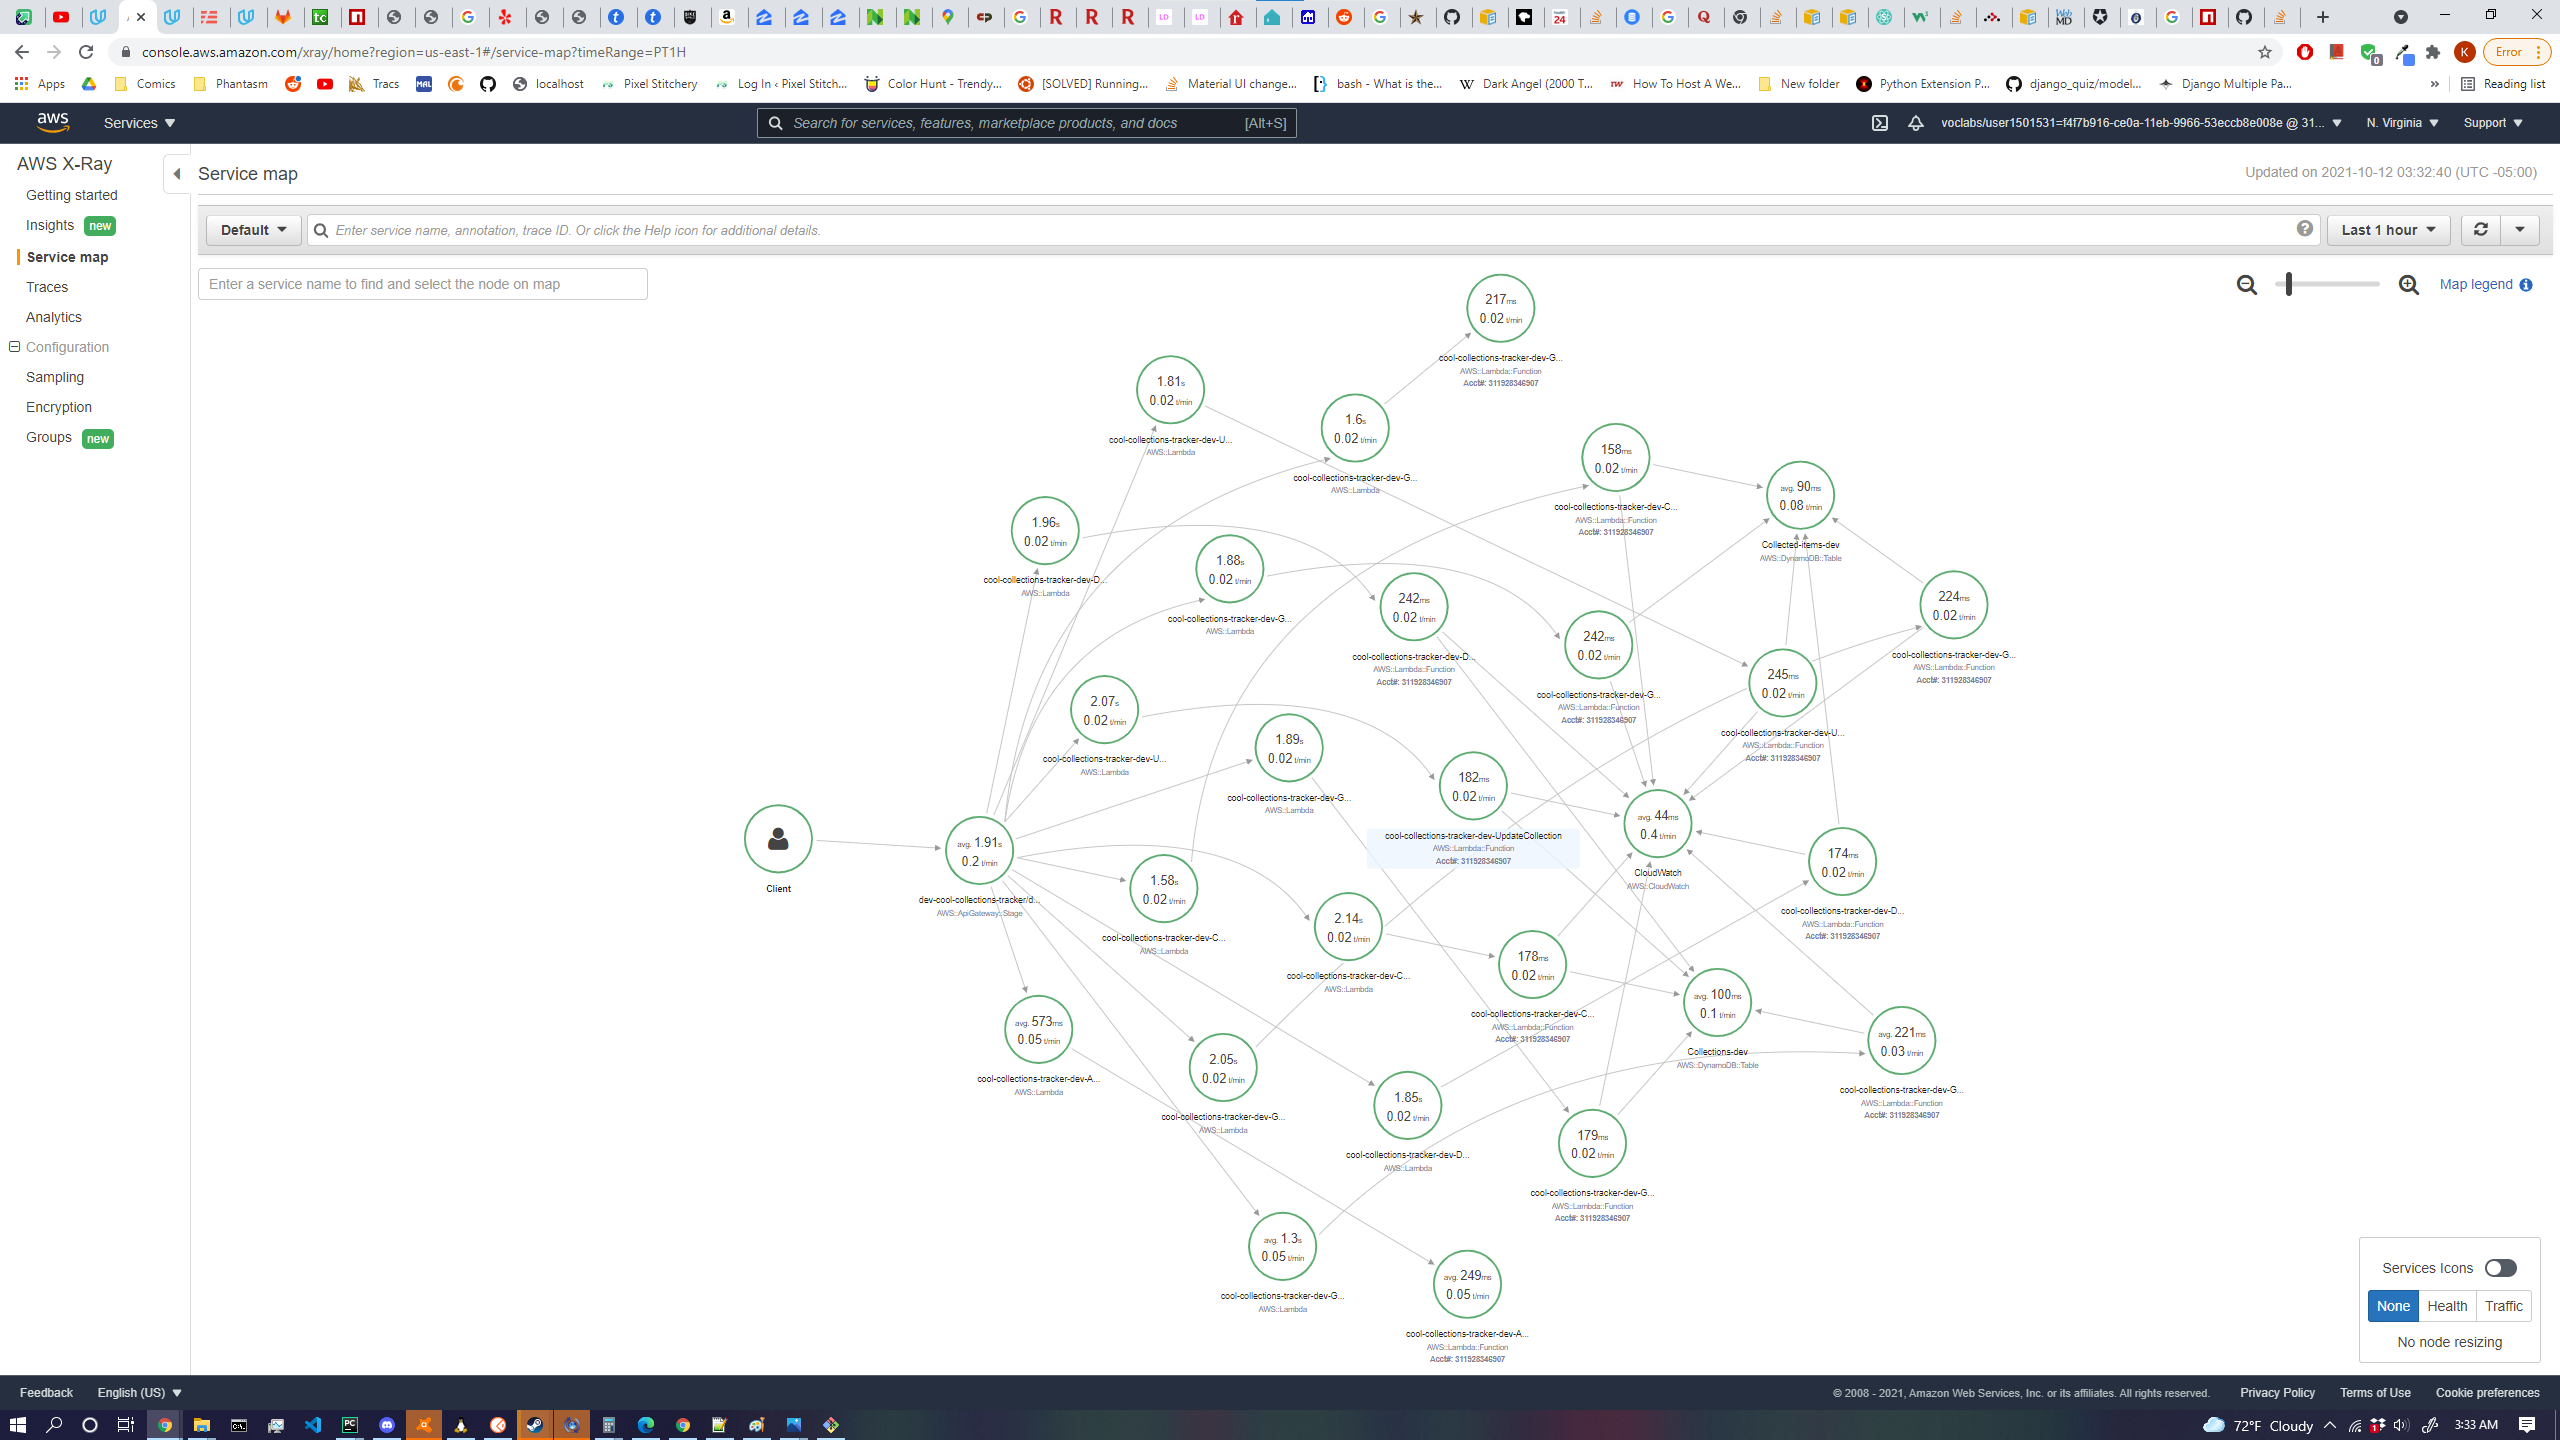 console.aws.amazon.com/xray/home?region=us-east-1#/service-map?timeRange=PT1H
Error
Apps
Comics
Phantasm
Tracs
MAL
localhost
Pixel Stitchery
Log In ‹ Pixel Stitch...
Color Hunt - Trendy...
[SOLVED] Running...
Material UI change...
bash - What is the...
Dark Angel (2000 T...
How To Host A We...
New folder
Python Extension P...
django_quiz/model...
Django Multiple Pa...
»
Reading list
aws
Services
Search for services, features, marketplace products, and docs
[Alt+S]
voclabs/user1501531=f4f7b916-ce0a-11eb-9966-53eccb8e008e @ 31...
N. Virginia
Support
AWS X-Ray
Getting started
Insights new
Service map
Traces
Analytics
Configuration
Sampling
Encryption
Groups new
Service map
Updated on 2021-10-12 03:32:40 (UTC -05:00)
Default
Enter service name, annotation, trace ID. Or click the Help icon for additional details.
Last 1 hour
Enter a service name to find and select the node on map
Map legend
217ms
0.02 t/min
cool-collections-tracker-dev-G...
AWS::Lambda::Function
Acct#: 311928346907
1.81s
0.02 t/min
cool-collections-tracker-dev-U...
AWS::Lambda
1.6s
0.02 t/min
cool-collections-tracker-dev-G...
AWS::Lambda
158ms
0.02 t/min
cool-collections-tracker-dev-C...
AWS::Lambda::Function
Acct#: 311928346907
avg. 90ms
0.08 t/min
Collected-items-dev
AWS::DynamoDB::Table
1.96s
0.02 t/min
cool-collections-tracker-dev-D...
AWS::Lambda
1.88s
0.02 t/min
cool-collections-tracker-dev-G...
AWS::Lambda
242ms
0.02 t/min
cool-collections-tracker-dev-D...
AWS::Lambda::Function
Acct#: 311928346907
242ms
0.02 t/min
cool-collections-tracker-dev-G...
AWS::Lambda::Function
Acct#: 311928346907
224ms
0.02 t/min
cool-collections-tracker-dev-G...
AWS::Lambda::Function
Acct#: 311928346907
245ms
0.02 t/min
cool-collections-tracker-dev-U...
AWS::Lambda::Function
Acct#: 311928346907
2.07s
0.02 t/min
cool-collections-tracker-dev-U...
AWS::Lambda
1.89s
0.02 t/min
cool-collections-tracker-dev-G...
AWS::Lambda
182ms
0.02 t/min
cool-collections-tracker-dev-UpdateCollection
AWS::Lambda::Function
Acct#: 311928346907
avg. 44ms
0.4 t/min
CloudWatch
AWS::CloudWatch
Client
avg. 1.91s
0.2 t/min
dev-cool-collections-tracker/d...
AWS::ApiGateway::Stage
1.58s
0.02 t/min
cool-collections-tracker-dev-C...
AWS::Lambda
174ms
0.02 t/min
cool-collections-tracker-dev-D...
AWS::Lambda::Function
Acct#: 311928346907
2.14s
0.02 t/min
cool-collections-tracker-dev-C...
AWS::Lambda
178ms
0.02 t/min
cool-collections-tracker-dev-C...
AWS::Lambda::Function
Acct#: 311928346907
avg. 100ms
0.1 t/min
Collections-dev
AWS::DynamoDB::Table
avg. 573ms
0.05 t/min
cool-collections-tracker-dev-A...
AWS::Lambda
2.05s
0.02 t/min
cool-collections-tracker-dev-G...
AWS::Lambda
avg. 221ms
0.03 t/min
cool-collections-tracker-dev-G...
AWS::Lambda::Function
Acct#: 311928346907
1.85s
0.02 t/min
cool-collections-tracker-dev-D...
AWS::Lambda
179ms
0.02 t/min
cool-collections-tracker-dev-G...
AWS::Lambda::Function
Acct#: 311928346907
avg. 1.3s
0.05 t/min
cool-collections-tracker-dev-G...
AWS::Lambda
avg. 249ms
0.05 t/min
cool-collections-tracker-dev-A...
AWS::Lambda::Function
Acct#: 311928346907
Services Icons
None Health Traffic
No node resizing
Feedback
English (US)
© 2008 - 2021, Amazon Web Services, Inc. or its affiliates. All rights reserved.
Privacy Policy
Terms of Use
Cookie preferences
72°F Cloudy
3:33 AM